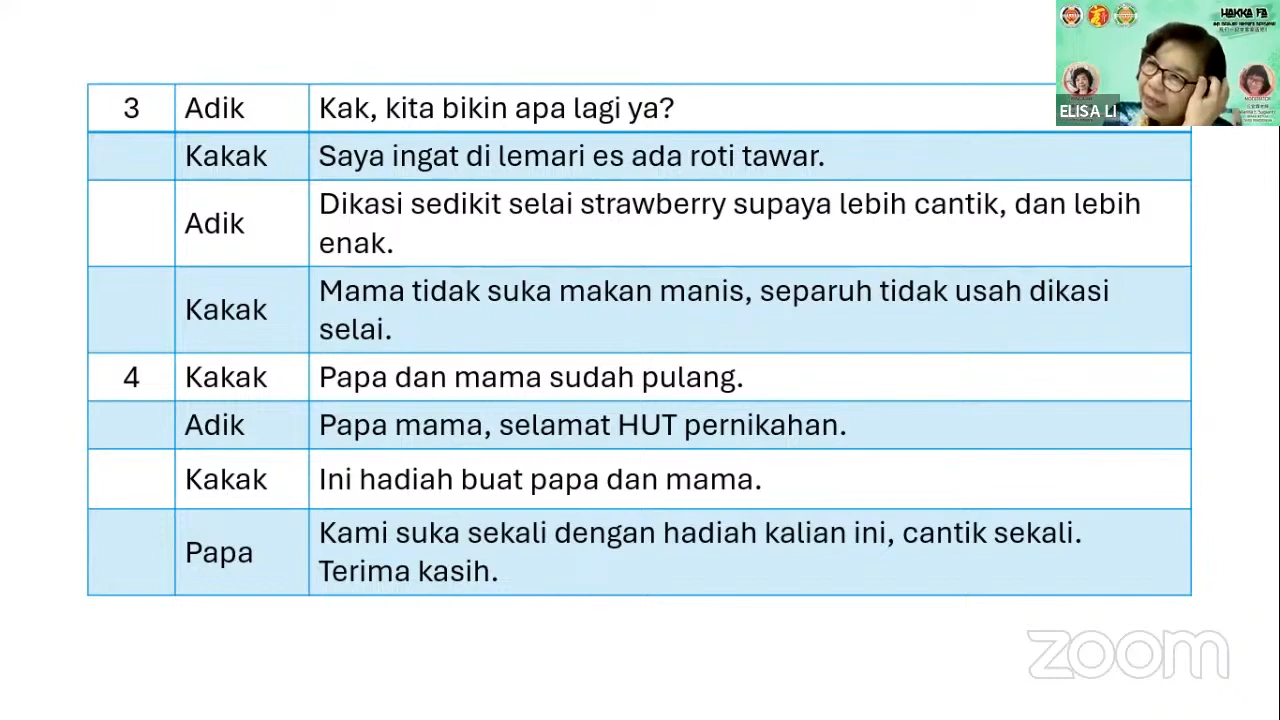 HAKKA FA
ELISA LI
3 Adik Kak, kita bikin apa lagi ya?
Kakak Saya ingat di lemari es ada roti tawar.
Adik Dikasi sedikit selai strawberry supaya lebih cantik, dan lebih
enak.
Kakak Mama tidak suka makan manis, separuh tidak usah dikasi
selai.
4 Kakak Papa dan mama sudah pulang.
Adik Papa mama, selamat HUT pernikahan.
Kakak Ini hadiah buat papa dan mama.
Papa Kami suka sekali dengan hadiah kalian ini, cantik sekali.
Terima kasih.
zoom